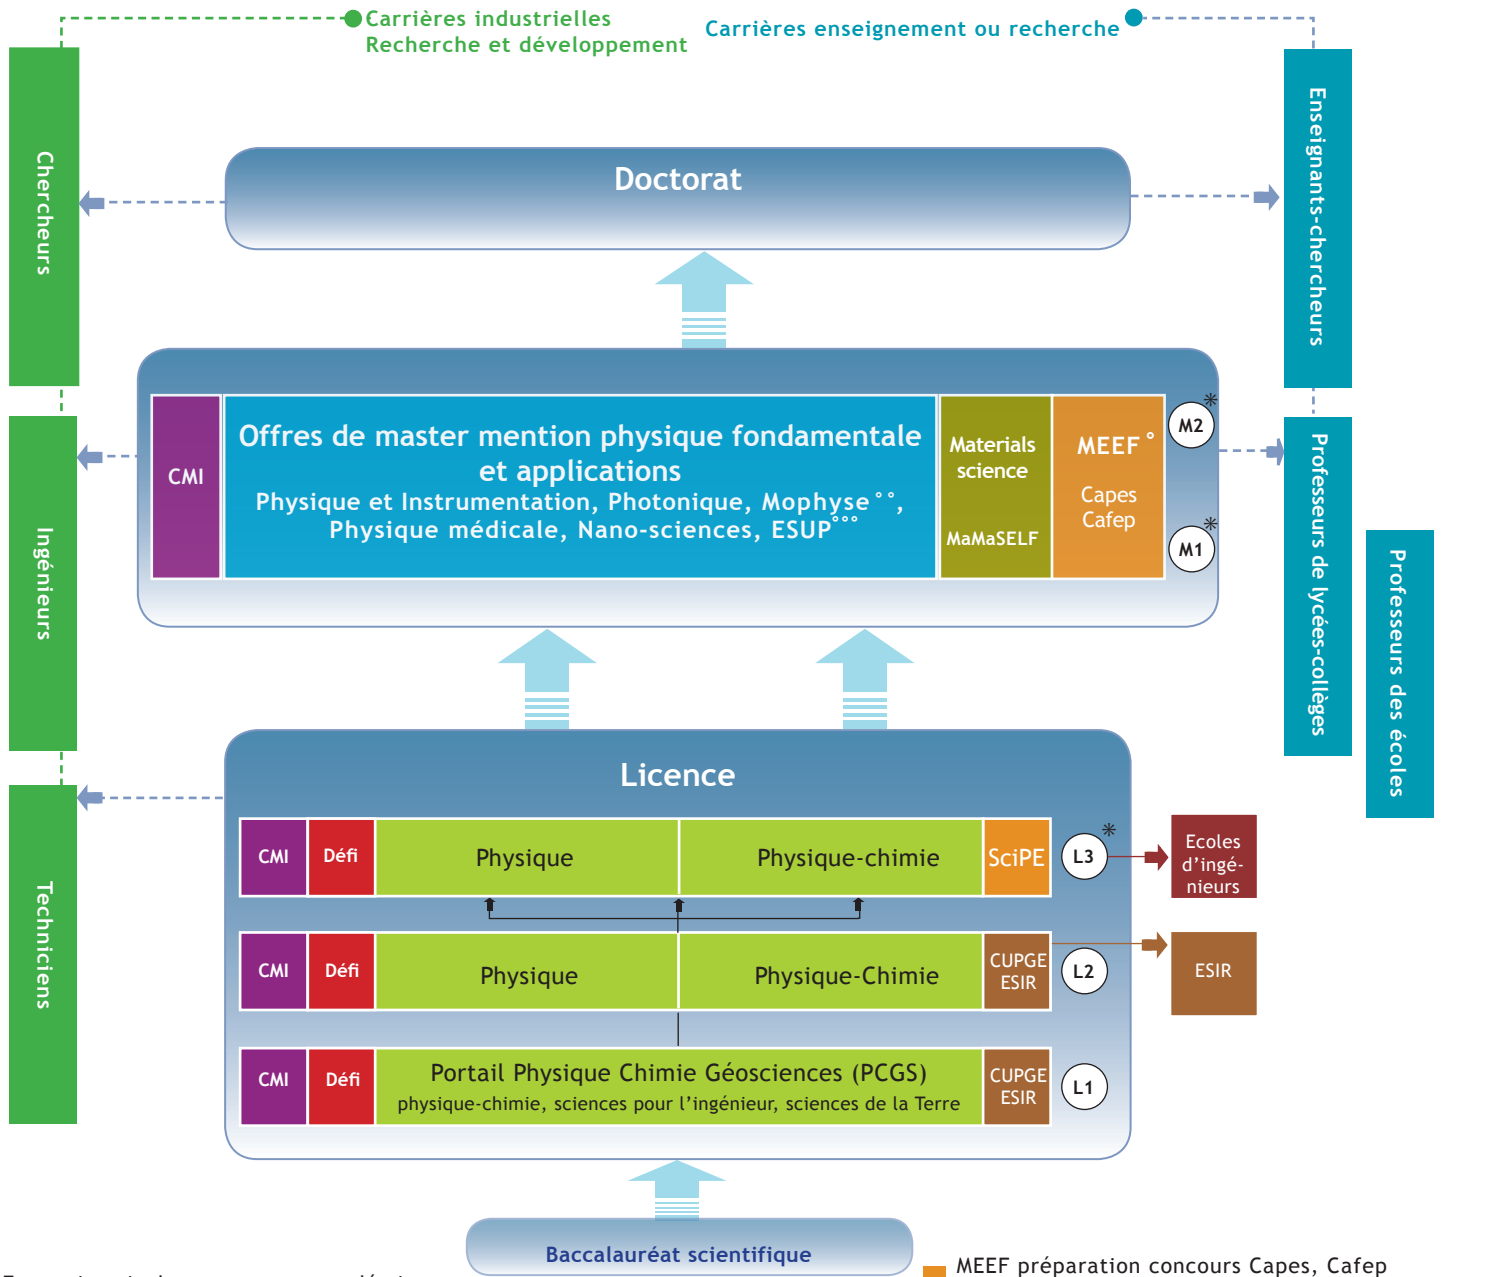 Carrières industrielles
Recherche et développement
Carrières enseignement ou recherche
Chercheurs
Enseignants-chercheurs
Doctorat
CMI
Offres de master mention physique fondamentale
et applications
Physique et Instrumentation, Photonique, Mophyse°°,
Physique médicale, Nano-sciences, ESUP°°°
Materials
science
MaMaSELF
MEEF°
Capes
Cafep
M2*
M1*
Ingénieurs
Professeurs de lycées-collèges
Professeurs des écoles
Licence
CMI
Défi
Physique
Physique-chimie
SciPE
L3*
Ecoles
d’ingé-
nieurs
CMI
Défi
Physique
Physique-Chimie
CUPGE
ESIR
L2
ESIR
CMI
Défi
Portail Physique Chimie Géosciences (PCGS)
physique-chimie, sciences pour l’ingénieur, sciences de la Terre
CUPGE
ESIR
L1
Techniciens
Baccalauréat scientifique
MEEF préparation concours Capes, Cafep